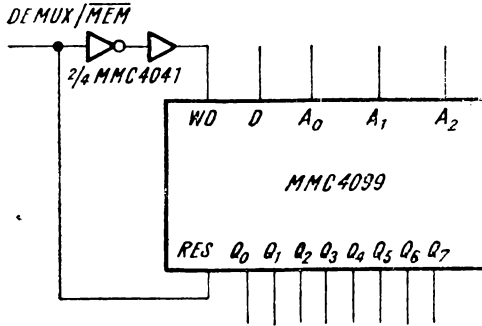 DEMUX/MEM
2/4 MMC4041
WD D A0 A1 A2
MMC4099
RES Q0 Q1 Q2 Q3 Q4 Q5 Q6 Q7